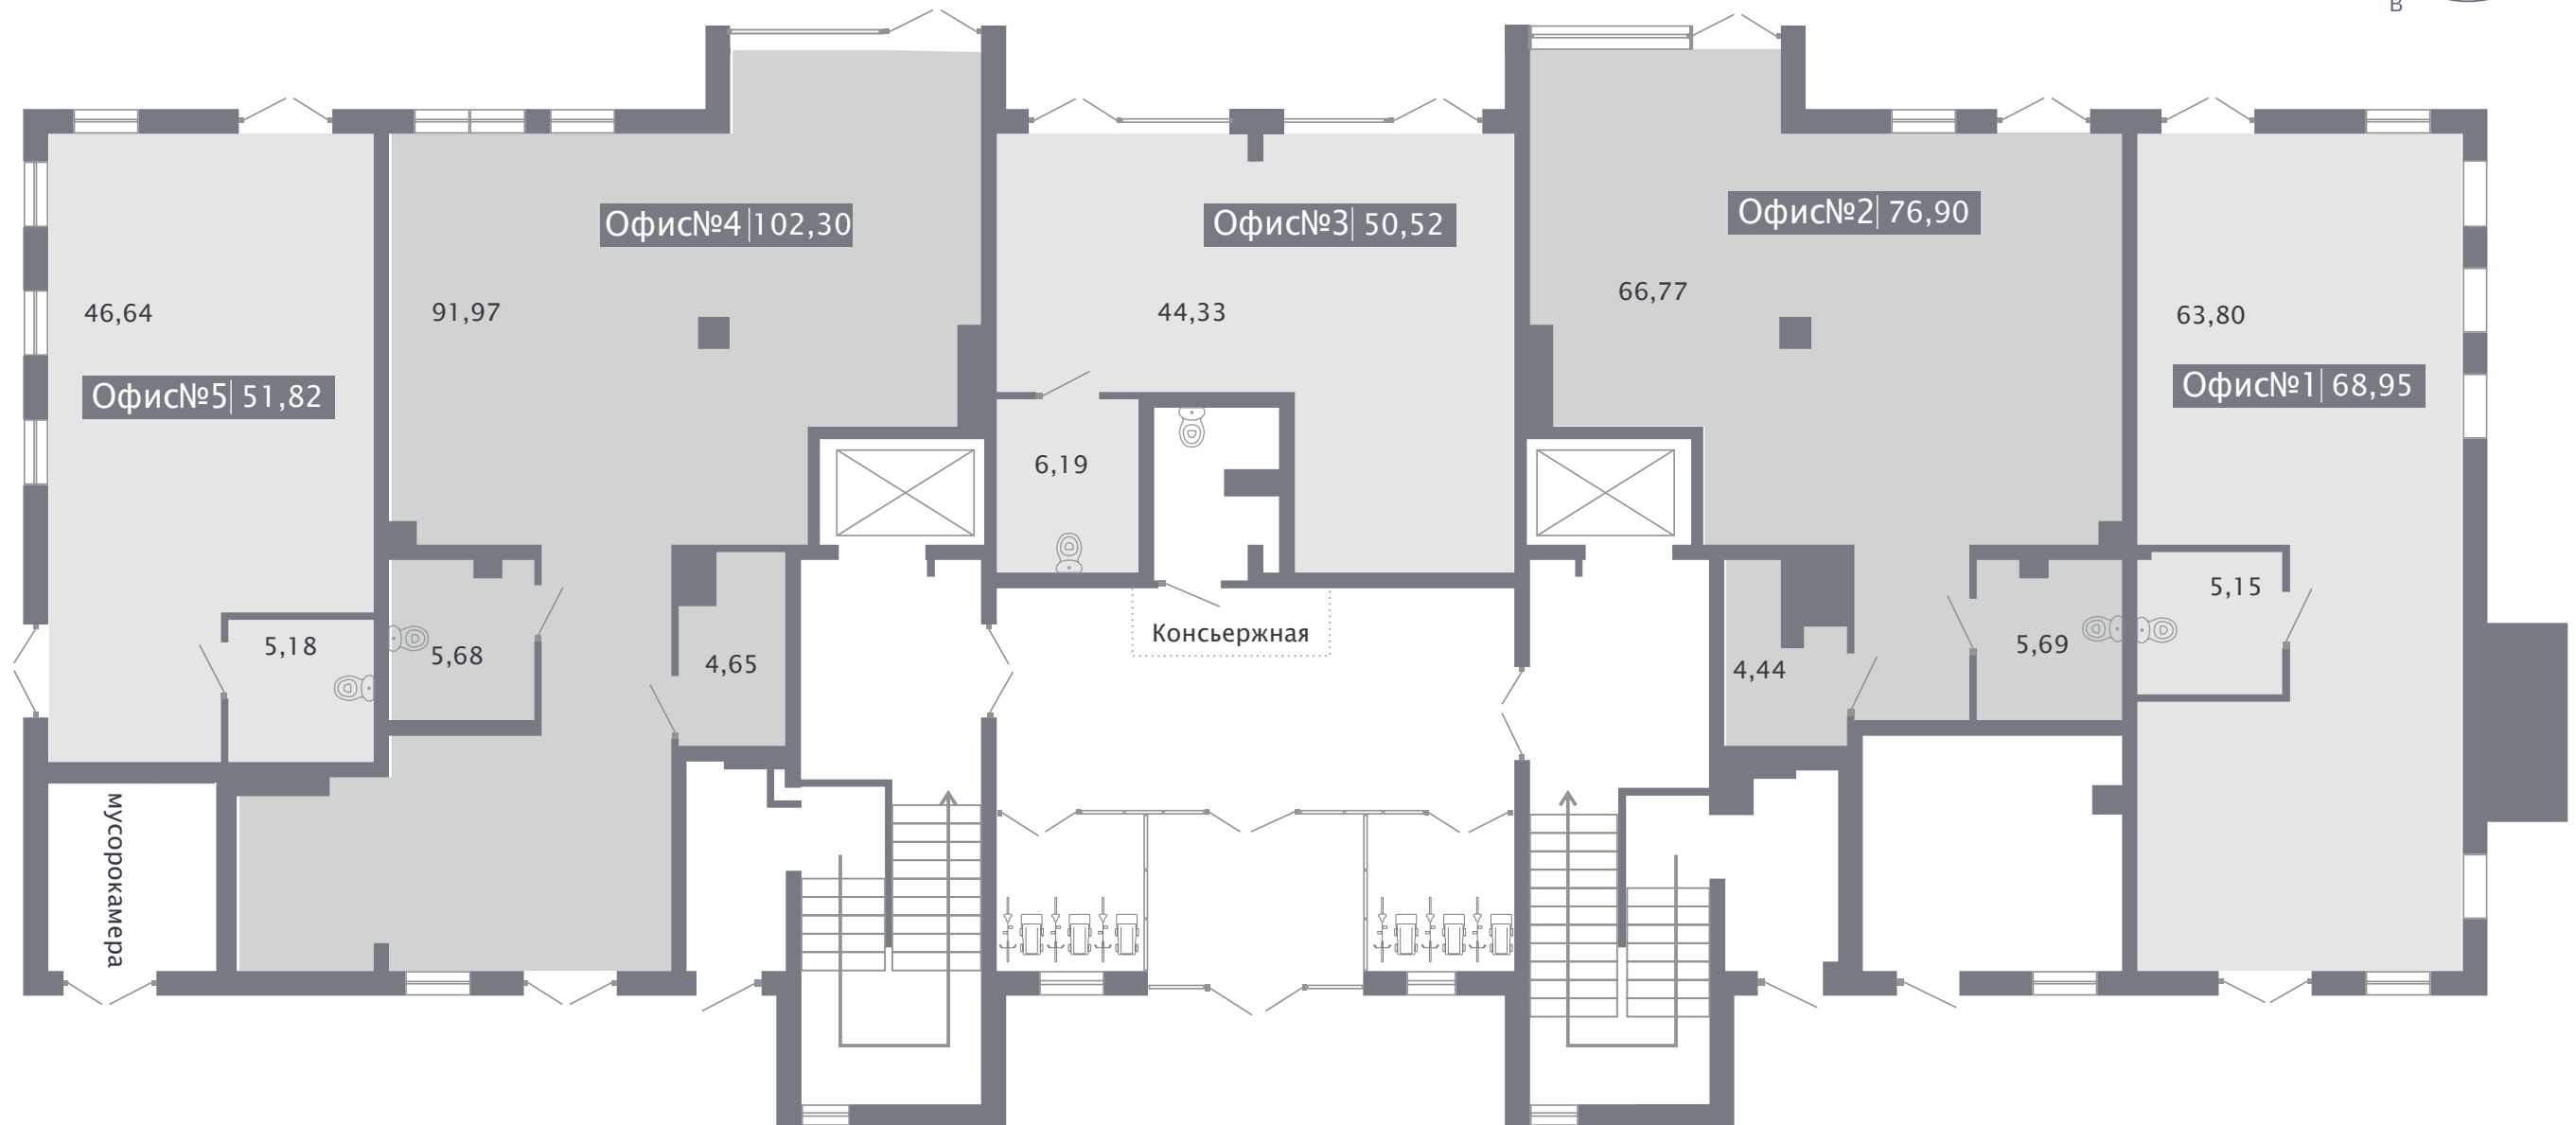 В
Офис№4 102,30
Офис№3 50,52
Офис№2 76,90
46,64
91,97
44,33
66,77
63,80
Офис№5 51,82
Офис№1 68,95
6,19
5,18
5,68
4,65
Консьержная
4,44
5,69
5,15
мусорокамера